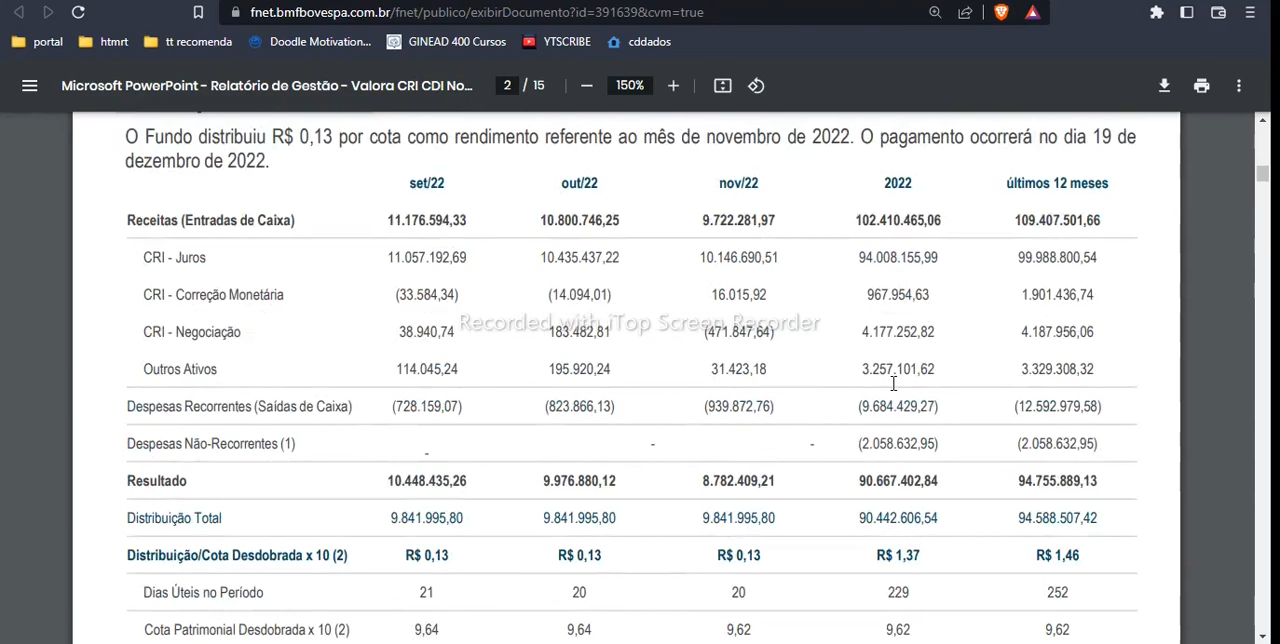 fnet.bmfbovespa.com.br/fnet/publico/exibirDocumento?id=391639&cvm=true
portal htmrt tt recomenda Doodle Motivation... GINEAD 400 Cursos YTSCRIBE cddados
Microsoft PowerPoint - Relatório de Gestão - Valora CRI CDI No... 2 / 15 150%
O Fundo distribuiu R$ 0,13 por cota como rendimento referente ao mês de novembro de 2022. O pagamento ocorrerá no dia 19 de
dezembro de 2022.
set/22 out/22 nov/22 2022 últimos 12 meses
Receitas (Entradas de Caixa) 11.176.594,33 10.800.746,25 9.722.281,97 102.410.465,06 109.407.501,66
CRI - Juros 11.057.192,69 10.435.437,22 10.146.690,51 94.008.155,99 99.988.800,54
CRI - Correção Monetária (33.584,34) (14.094,01) 16.015,92 967.954,63 1.901.436,74
Recorded with iTop Screen Recorder
CRI - Negociação 38.940,74 183.482,81 (471.847,64) 4.177.252,82 4.187.956,06
Outros Ativos 114.045,24 195.920,24 31.423,18 3.257.101,62 3.329.308,32
Despesas Recorrentes (Saídas de Caixa) (728.159,07) (823.866,13) (939.872,76) (9.684.429,27) (12.592.979,58)
Despesas Não-Recorrentes (1) - - - (2.058.632,95) (2.058.632,95)
Resultado 10.448.435,26 9.976.880,12 8.782.409,21 90.667.402,84 94.755.889,13
Distribuição Total 9.841.995,80 9.841.995,80 9.841.995,80 90.442.606,54 94.588.507,42
Distribuição/Cota Desdobrada x 10 (2) R$ 0,13 R$ 0,13 R$ 0,13 R$ 1,37 R$ 1,46
Dias Úteis no Período 21 20 20 229 252
Cota Patrimonial Desdobrada x 10 (2) 9,64 9,64 9,62 9,62 9,62